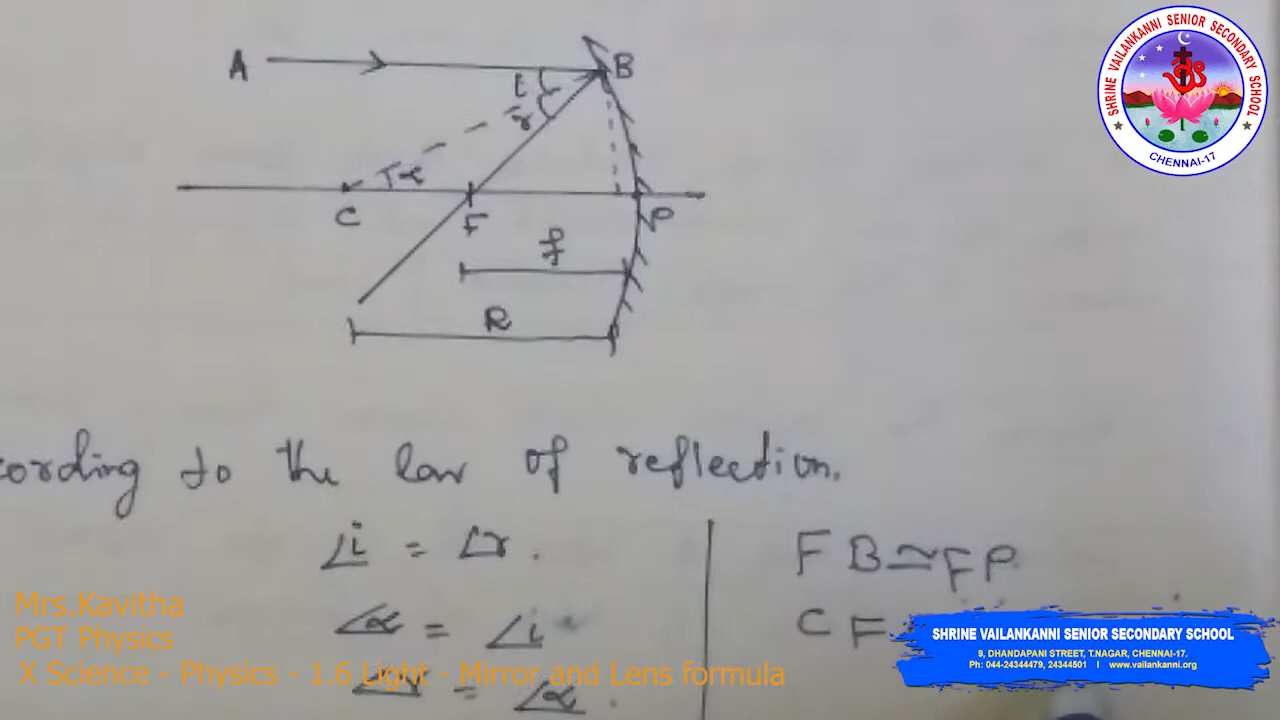 A
B
i
r
α
C
F
P
f
R
cording to the law of reflection.
∠i = ∠r.
∠α = ∠i
∠r = ∠α.
FB ≅ FP
CF
SHRINE VAILANKANNI SENIOR SECONDARY SCHOOL
CHENNAI-17
Mrs.Kavitha
PGT Physics
X Science - Physics - 1.6 Light - Mirror and Lens formula
SHRINE VAILANKANNI SENIOR SECONDARY SCHOOL
9, DHANDAPANI STREET, T.NAGAR, CHENNAI-17.
Ph: 044-24344479, 24344501 | www.vailankanni.org